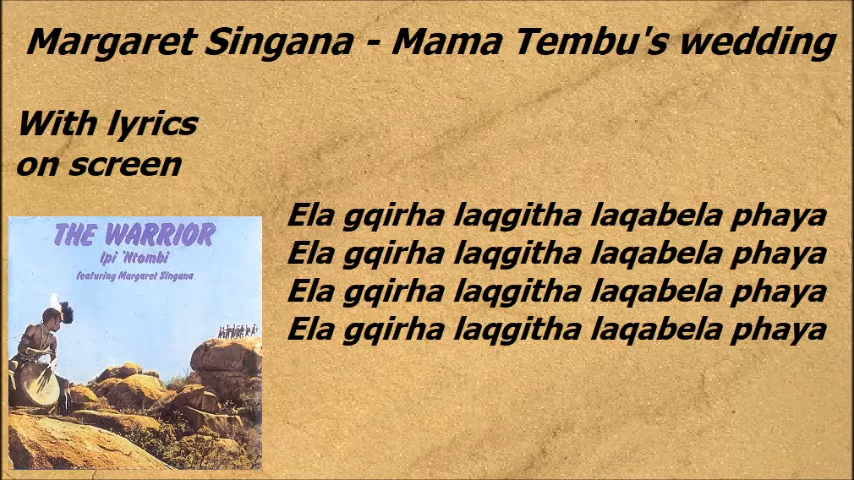 Margaret Singana - Mama Tembu's wedding
With lyrics
on screen
THE WARRIOR
Ipi 'Ntombi
featuring Margaret Singana
Ela gqirha laqgitha laqabela phaya
Ela gqirha laqgitha laqabela phaya
Ela gqirha laqgitha laqabela phaya
Ela gqirha laqgitha laqabela phaya